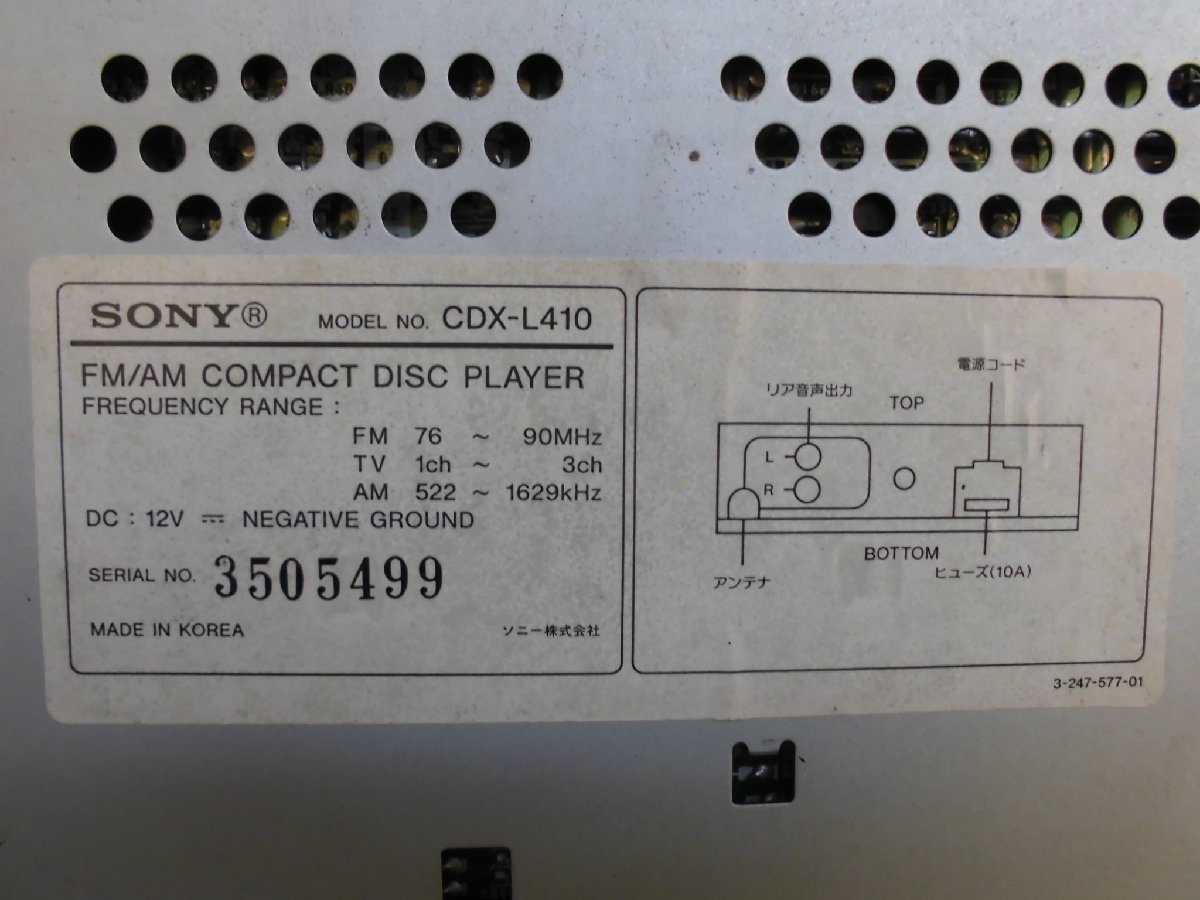 SONY® MODEL NO. CDX-L410
FM/AM COMPACT DISC PLAYER
FREQUENCY RANGE :
FM 76 ~ 90MHz
TV 1ch ~ 3ch
AM 522 ~ 1629kHz
DC : 12V ⎓ NEGATIVE GROUND
SERIAL NO. 3505499
MADE IN KOREA ソニー株式会社
電源コード
リア音声出力
TOP
L
R
BOTTOM
ヒューズ(10A)
アンテナ
3-247-577-01